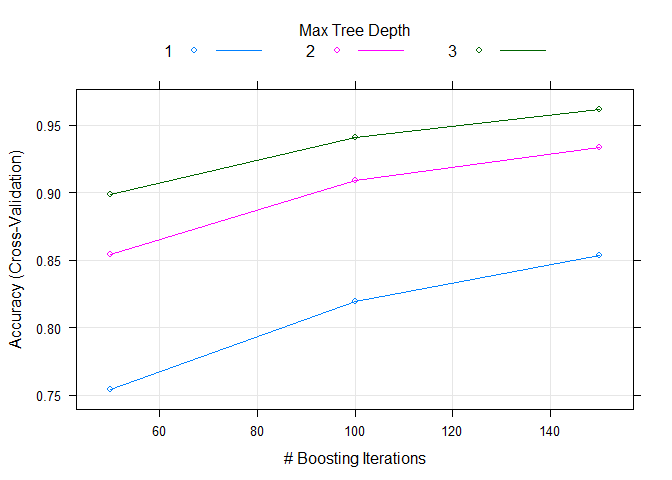 Max Tree Depth
1 2 3
Accuracy (Cross-Validation)
0.95
0.90
0.85
0.80
0.75
60 80 100 120 140
# Boosting Iterations